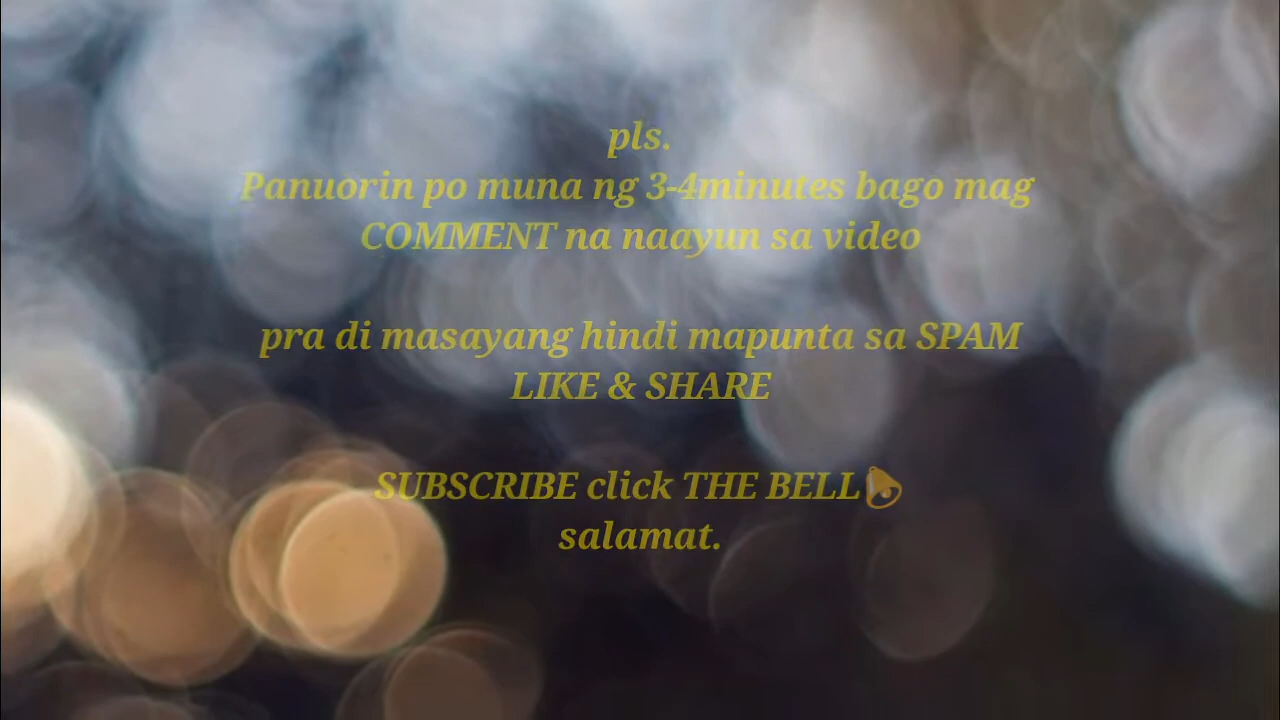 pls.
Panuorin po muna ng 3-4minutes bago mag
COMMENT na naayun sa video
pra di masayang hindi mapunta sa SPAM
LIKE & SHARE
SUBSCRIBE click THE BELL🔔
salamat.